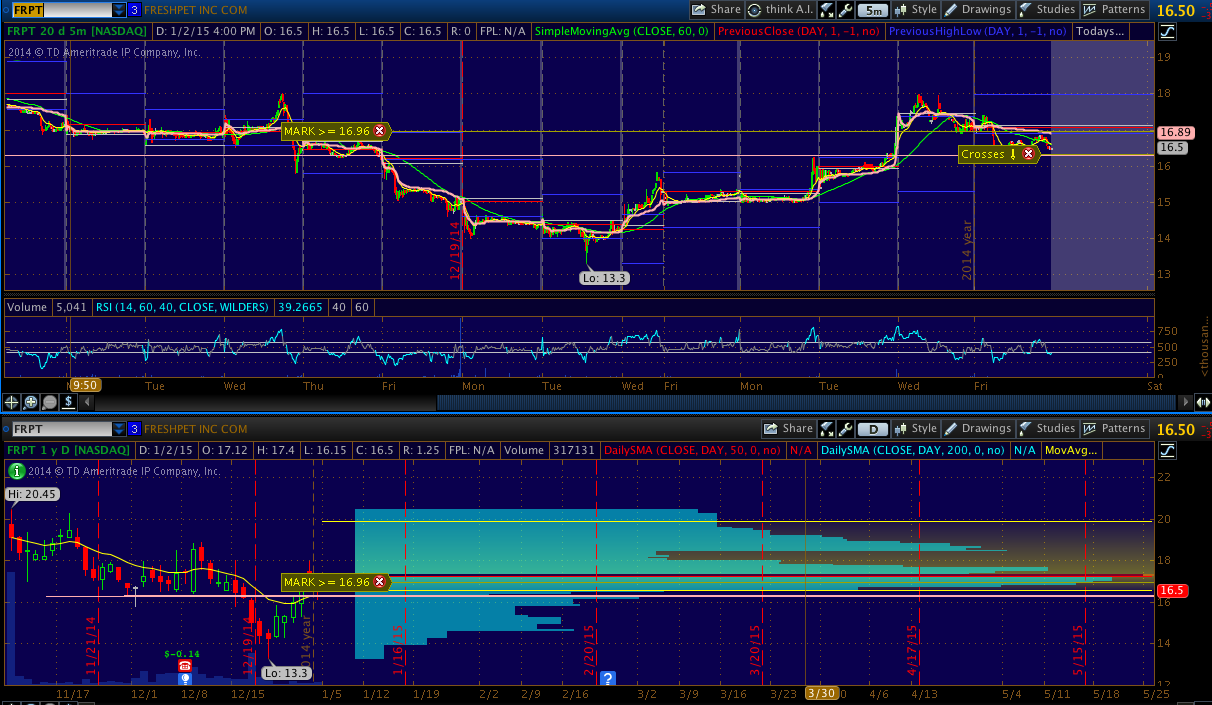 FRPT 3 FRESHPET INC COM Share think A.I. 5m Style Drawings Studies Patterns 16.50
FRPT 20 d 5m [NASDAQ] D: 1/2/15 4:00 PM O: 16.5 H: 16.5 L: 16.5 C: 16.5 R: 0 FPL: N/A SimpleMovingAvg (CLOSE, 60, 0) PreviousClose (DAY, 1, -1, no) PreviousHighLow (DAY, 1, -1, no) Todays...
2014 © TD Ameritrade IP Company, Inc.
19
18
MARK >= 16.96
16.89
16.5
Crosses
16
15
12/19/14
2014 year
14
Lo: 13.3
13
Volume 5,041 RSI (14, 60, 40, CLOSE, WILDERS) 39.2665 40 60
750
500
250
0
<thousan...
9:50 Tue Wed Thu Fri Mon Tue Wed Fri Mon Tue Wed Fri Sat
$
FRPT 3 FRESHPET INC COM Share D Style Drawings Studies Patterns 16.50
FRPT 1 y D [NASDAQ] D: 1/2/15 O: 17.12 H: 17.4 L: 16.15 C: 16.5 R: 1.25 FPL: N/A Volume 317131 DailySMA (CLOSE, DAY, 50, 0, no) N/A DailySMA (CLOSE, DAY, 200, 0, no) N/A MovAvg...
i 2014 © TD Ameritrade IP Company, Inc.
22
Hi: 20.45
20
18
MARK >= 16.96
16.5
16
11/21/14
12/19/14
2014 year
1/16/15
2/20/15
3/20/15
4/17/15
5/15/15
14
$-0.14
Lo: 13.3
?
12
11/17 12/1 12/8 12/15 1/5 1/12 1/19 2/2 2/9 2/16 3/2 3/9 3/16 3/23 3/30 4/6 4/13 5/4 5/11 5/18 5/25